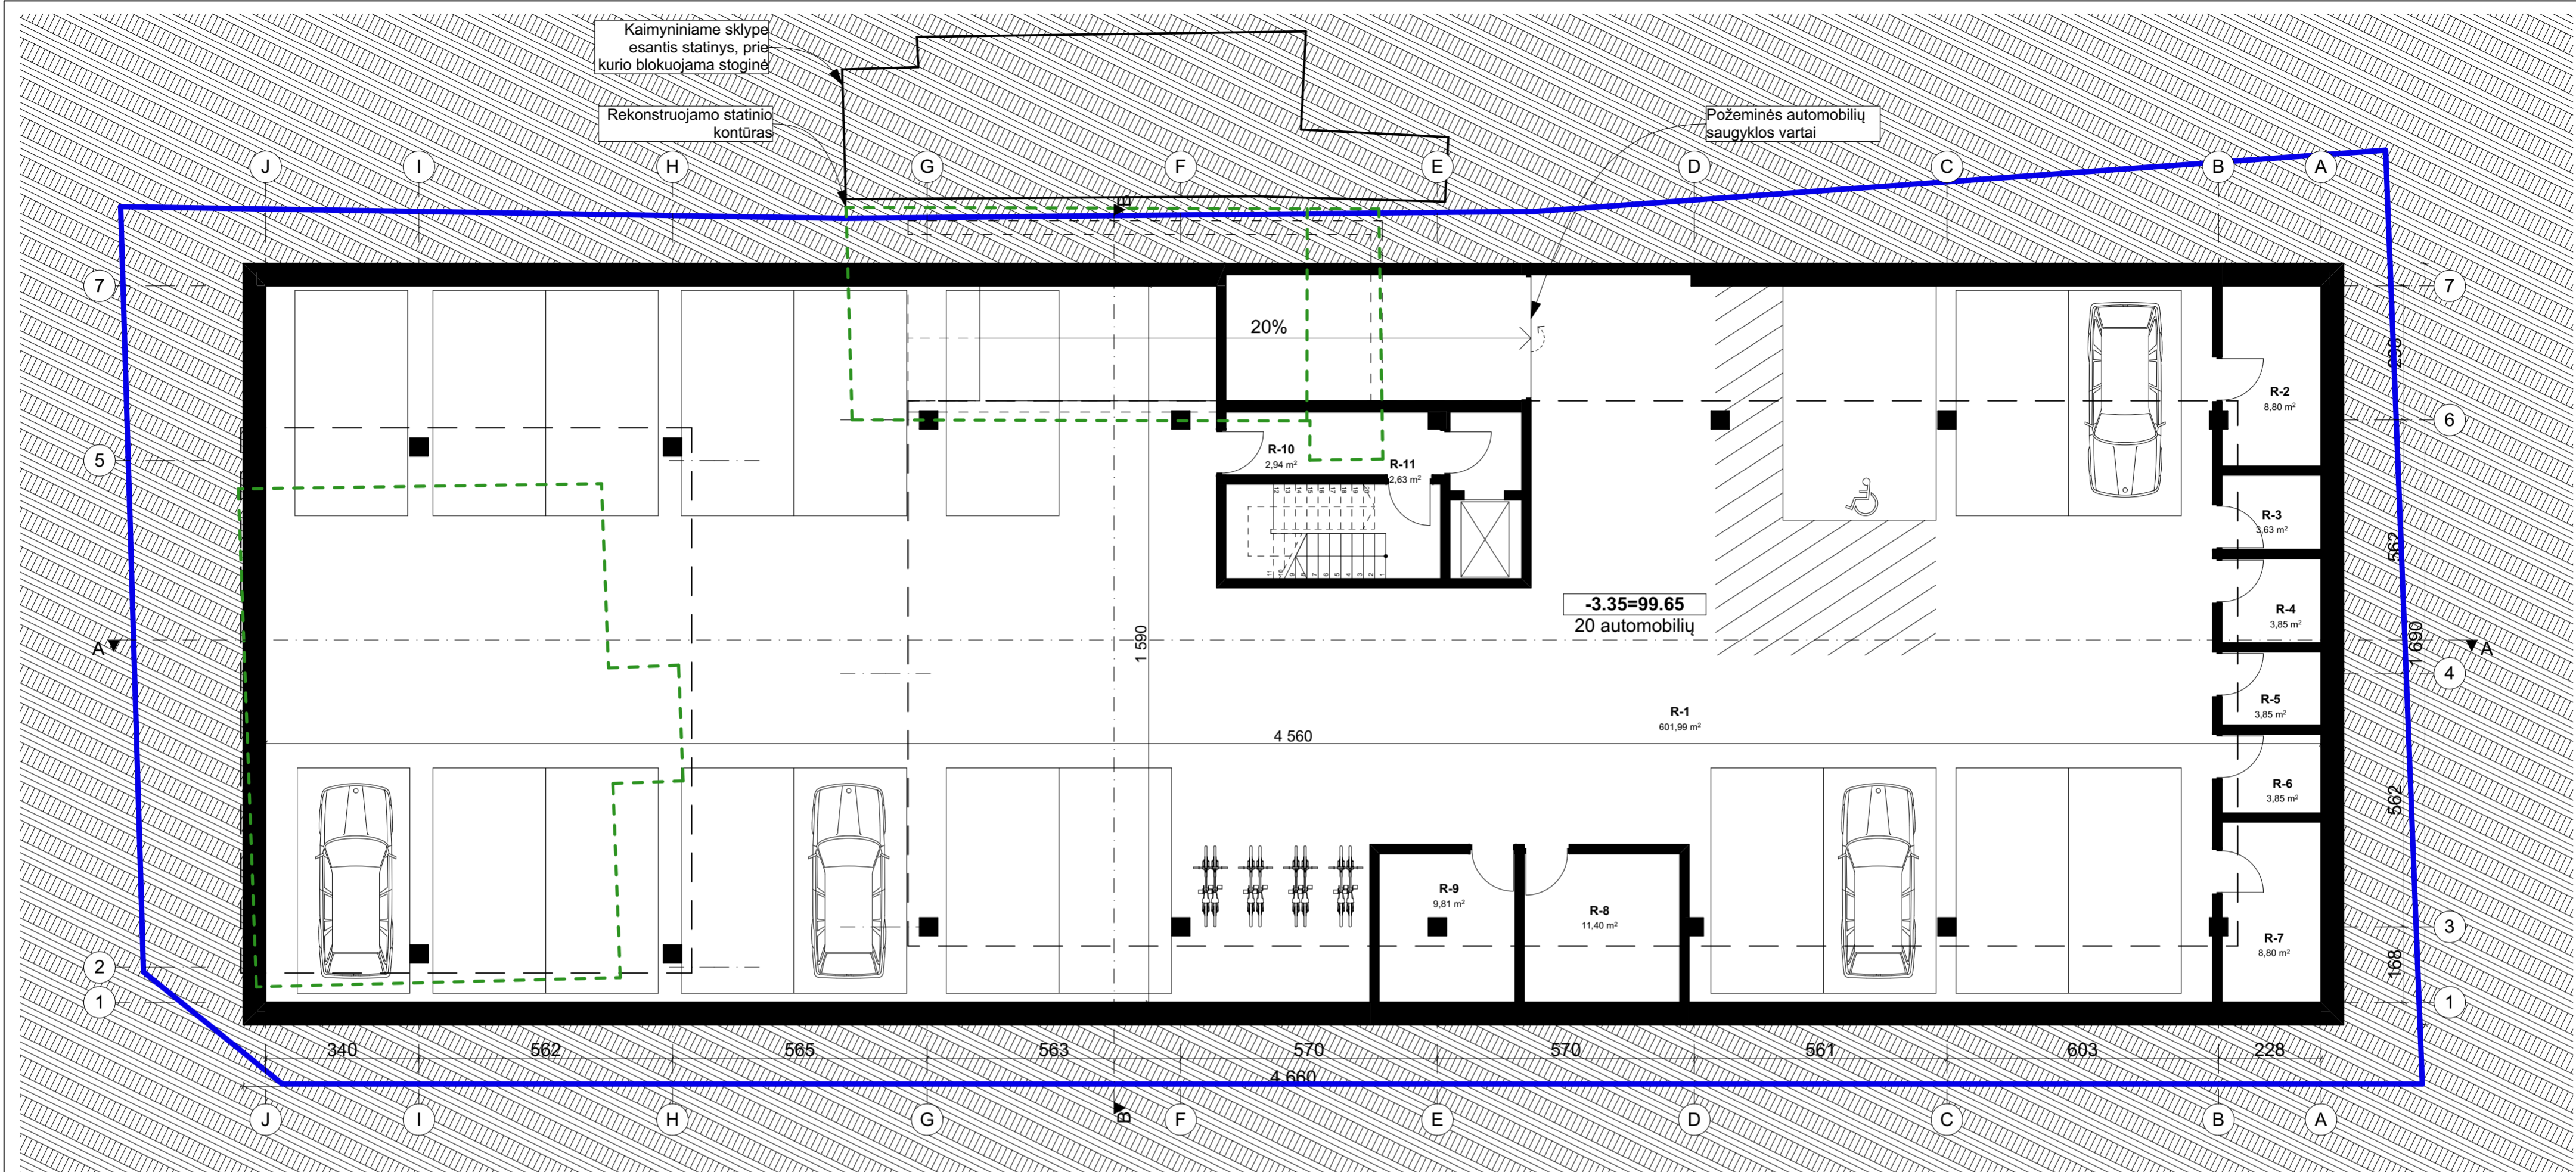 Kaimyniniame sklype
esantis statinys, prie
kurio blokuojama stoginė
Rekonstruojamo statinio
kontūras
Požeminės automobilių
saugyklos vartai
J I H G F E D C B A
B
7
7
20%
R-2
8,80 m²
6
5
R-10
2,94 m²
R-11
2,63 m²
R-3
3,63 m²
562
-3.35=99.65
20 automobilių
R-4
3,85 m²
A
1 590
1 690
A
4
R-5
3,85 m²
R-1
601,99 m²
4 560
R-6
3,85 m²
562
R-9
9,81 m²
R-8
11,40 m²
R-7
8,80 m²
3
2
168
1
1
340 562 565 563 570 570 561 603 228
4 660
B
J I H G F E D C B A